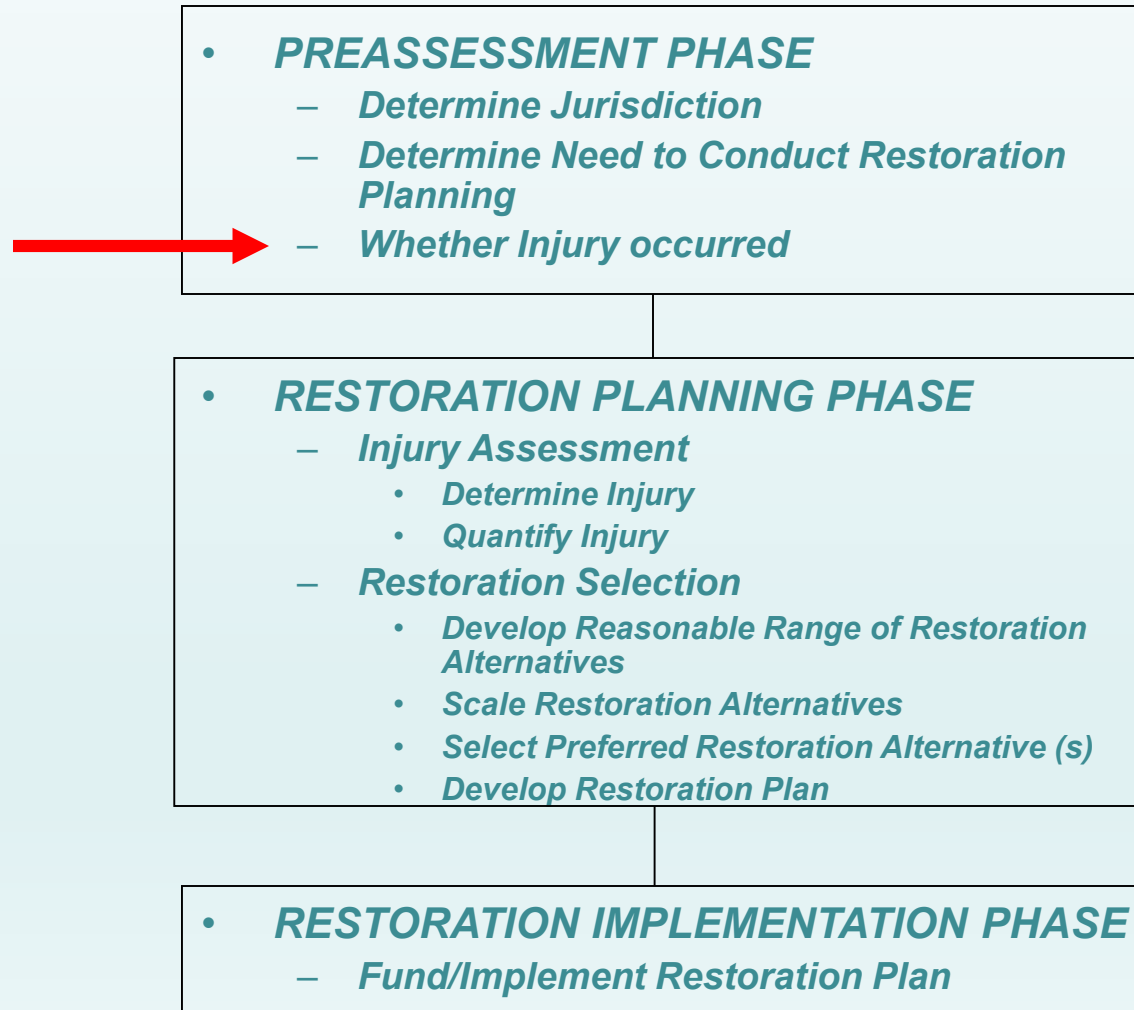 • PREASSESSMENT PHASE
– Determine Jurisdiction
– Determine Need to Conduct Restoration
Planning
– Whether Injury occurred
• RESTORATION PLANNING PHASE
– Injury Assessment
• Determine Injury
• Quantify Injury
– Restoration Selection
• Develop Reasonable Range of Restoration
Alternatives
• Scale Restoration Alternatives
• Select Preferred Restoration Alternative (s)
• Develop Restoration Plan
• RESTORATION IMPLEMENTATION PHASE
– Fund/Implement Restoration Plan